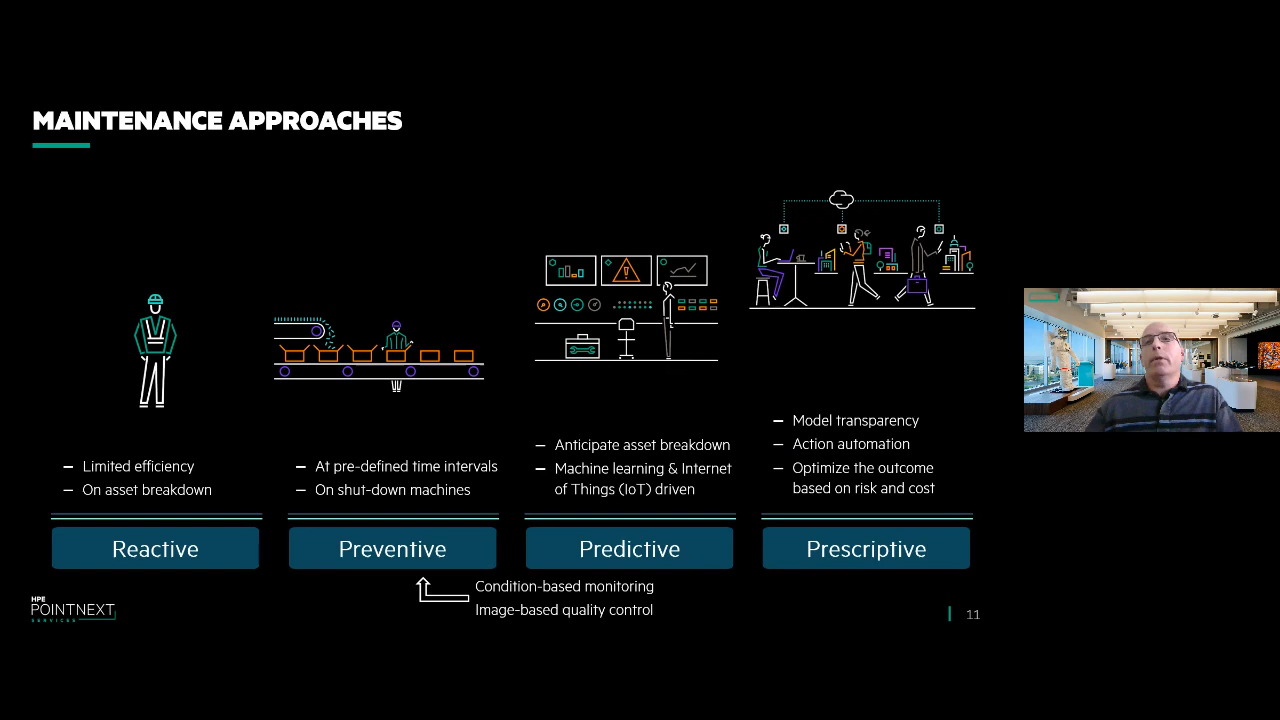 MAINTENANCE APPROACHES
– Limited efficiency
– On asset breakdown
Reactive
– At pre-defined time intervals
– On shut-down machines
Preventive
– Anticipate asset breakdown
– Machine learning & Internet
of Things (IoT) driven
Predictive
– Model transparency
– Action automation
– Optimize the outcome
based on risk and cost
Prescriptive
Condition-based monitoring
Image-based quality control
HPE
POINTNEXT
SERVICES
11